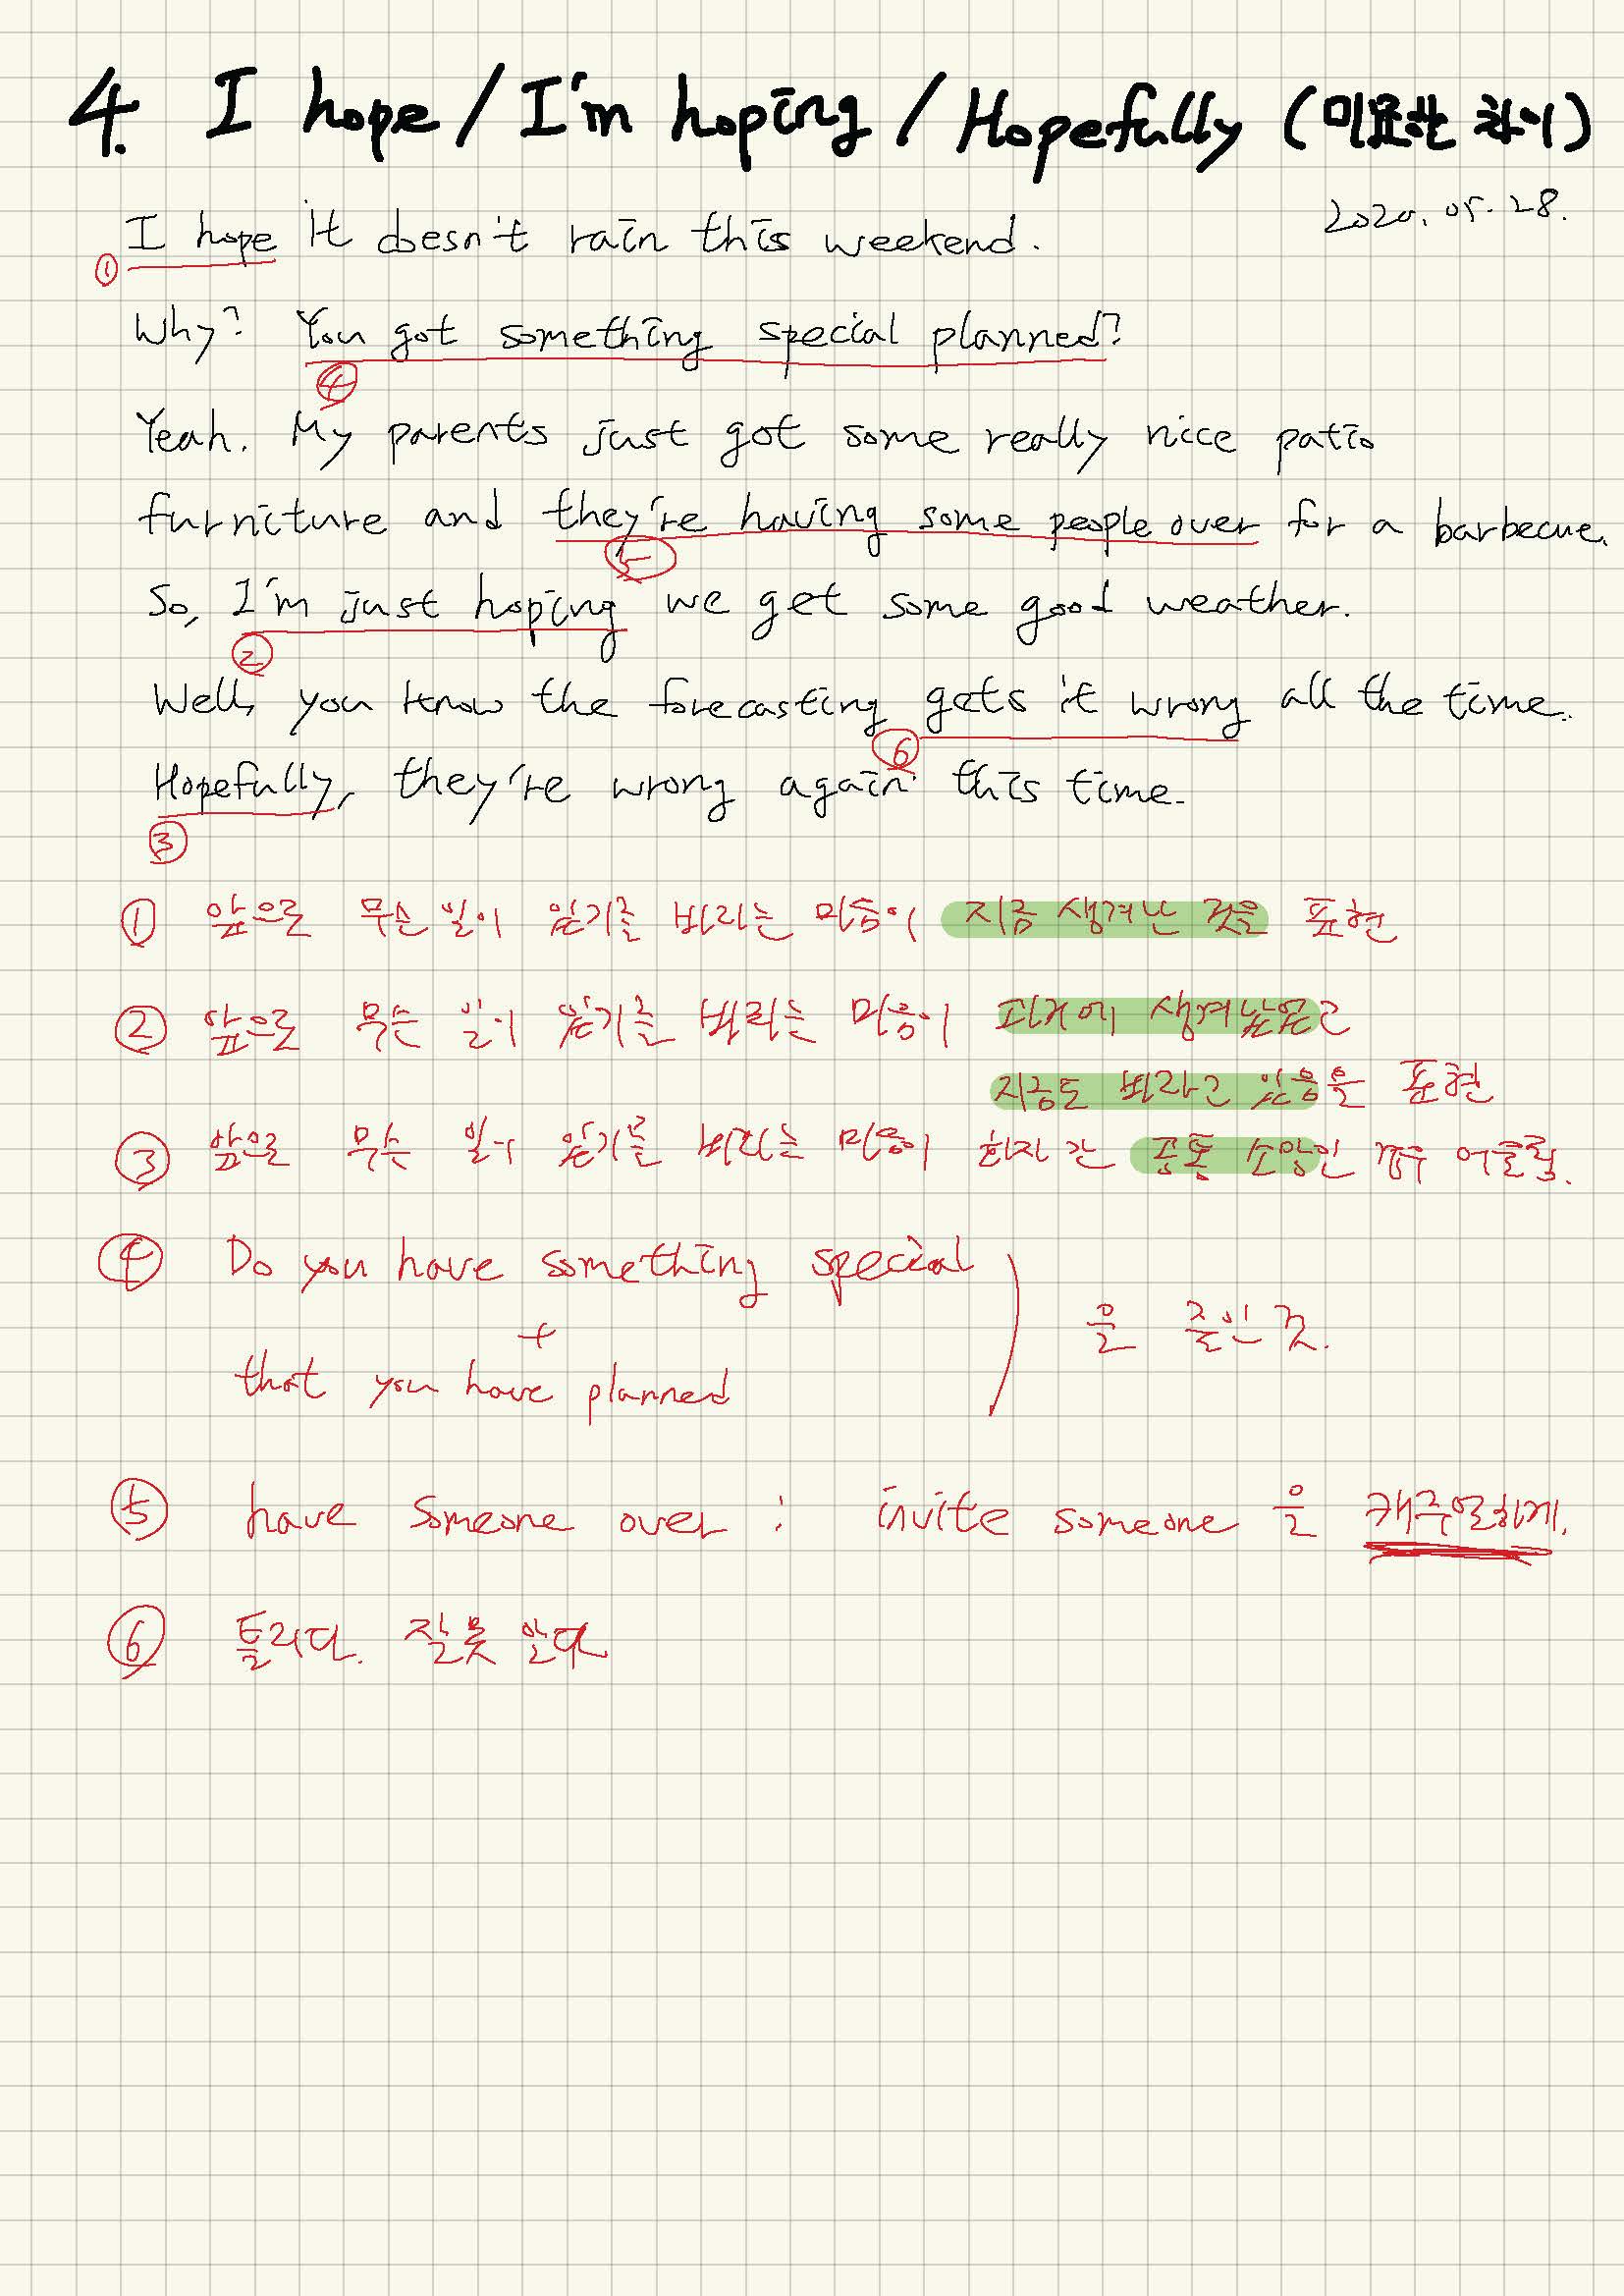 4. I hope / I'm hoping / Hopefully (미묘한 차이)
2020. 05. 28.
① I hope it doesn't rain this weekend.
Why? You got something special planned?
④
Yeah. My parents just got some really nice patio
furniture and they're having some people over for a barbecue.
⑤
So, I'm just hoping we get some good weather.
②
Well, you know the forecasting gets it wrong all the time.
⑥
Hopefully, they're wrong again this time.
③
① 앞으로 무슨 일이 있기를 바라는 마음이 지금 생겨난 것을 표현
② 앞으로 무슨 일이 있기를 바라는 마음이 과거에 생겨났었고
지금도 바라고 있음을 표현
③ 앞으로 무슨 일이 있기를 바라는 마음이 화자 간 공통 소망인 경우 어울림.
④ Do you have something special
+
that you have planned
을 줄인 것.
⑤ have someone over : invite someone 을 캐주얼하게.
⑥ 틀리다. 잘못 알다